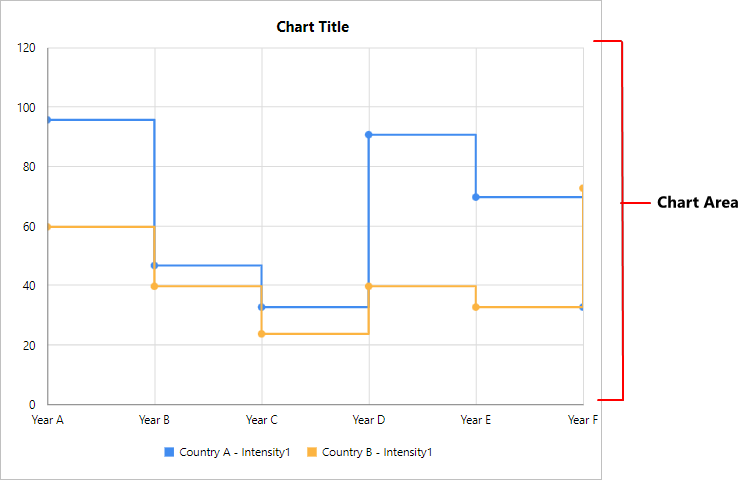 Chart Title
120
100
80
60
40
20
0
Year A Year B Year C Year D Year E Year F
Country A - Intensity1 Country B - Intensity1
Chart Area